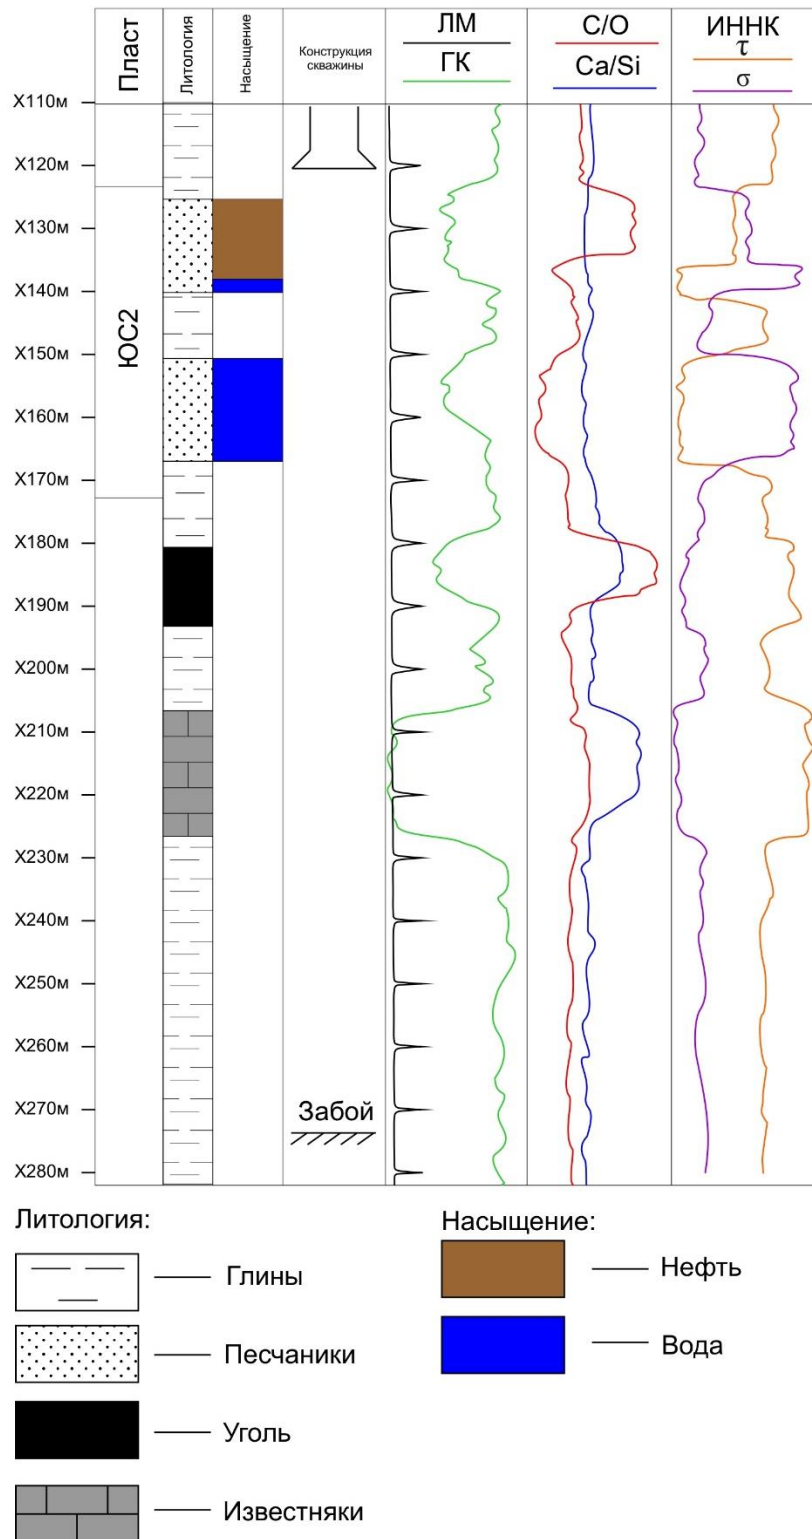 Пласт
Литология
Насыщение
Конструкция
скважины
ЛМ
ГК
C/O
Ca/Si
ИННК
τ
σ
X110м
X120м
X130м
X140м
X150м
X160м
X170м
X180м
X190м
X200м
X210м
X220м
X230м
X240м
X250м
X260м
X270м
X280м
ЮС2
Забой
Литология:
Глины
Песчаники
Уголь
Известняки
Насыщение:
Нефть
Вода